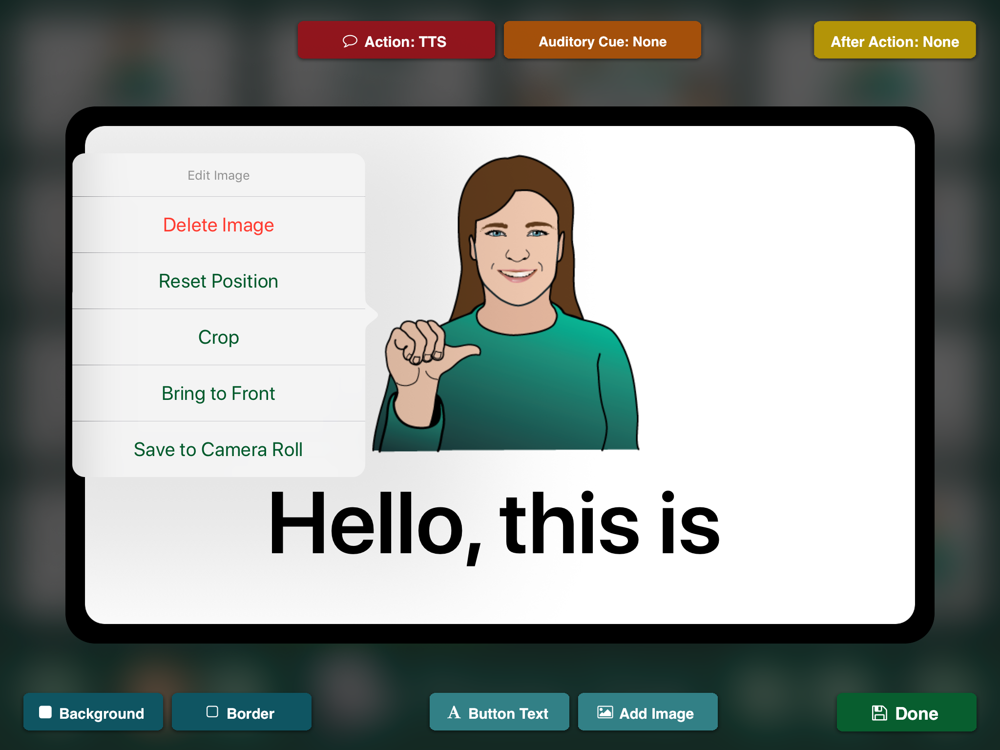 Action: TTS
Auditory Cue: None
After Action: None
Edit Image
Delete Image
Reset Position
Crop
Bring to Front
Save to Camera Roll
Hello, this is
Background
Border
A Button Text
Add Image
Done